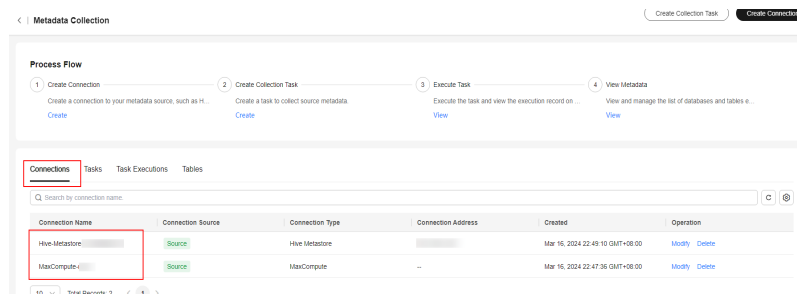 Metadata Collection
Create Collection Task
Create Connection
Process Flow
1 Create Connection
2 Create Collection Task
3 Execute Task
4 View Metadata
Create a connection to your metadata source, such as H...
Create a task to collect source metadata.
Execute the task and view the execution record on ...
View and manage the list of databases and tables e...
Create
Create
View
View
Connections Tasks Task Executions Tables
Search by connection name.
Connection Name Connection Source Connection Type Connection Address Created Operation
Hive-Metastore Source Hive Metastore Mar 16, 2024 22:49:10 GMT+08:00 Modify Delete
MaxCompute- Source MaxCompute -- Mar 16, 2024 22:47:36 GMT+08:00 Modify Delete
10 Total Records: 2 < 1 >